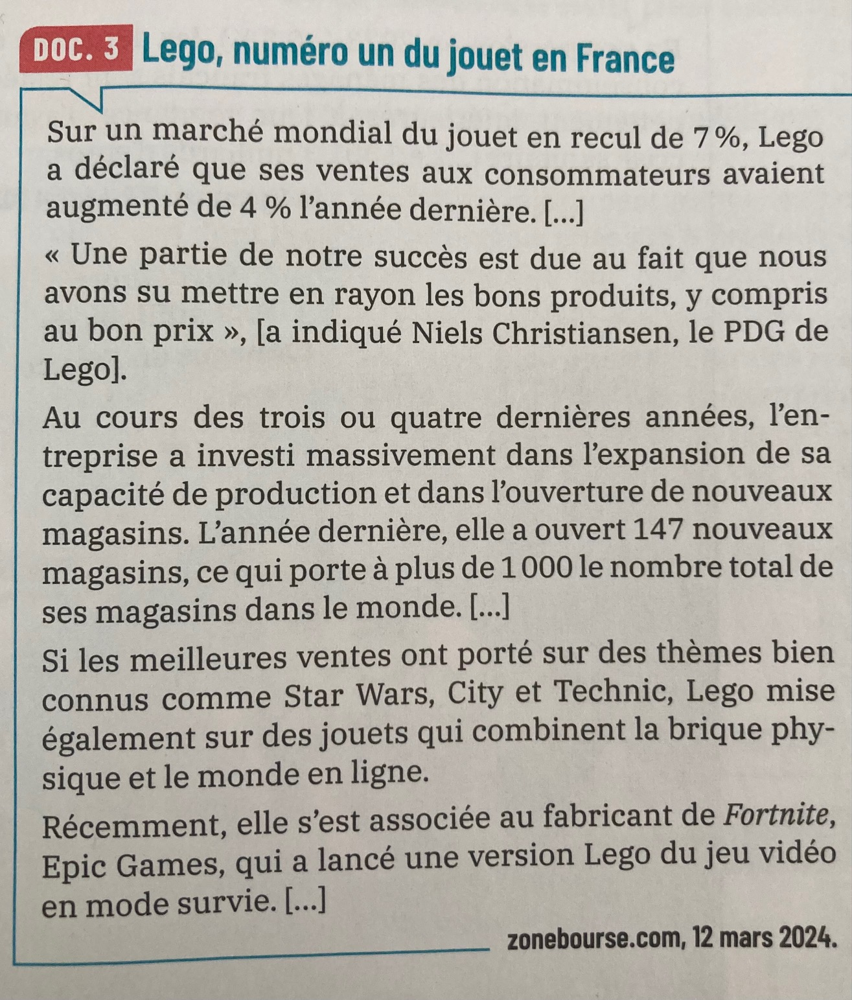 DOC. 3 Lego, numéro un du jouet en France
Sur un marché mondial du jouet en recul de 7 %, Lego
a déclaré que ses ventes aux consommateurs avaient
augmenté de 4 % l’année dernière. [...]
« Une partie de notre succès est due au fait que nous
avons su mettre en rayon les bons produits, y compris
au bon prix », [a indiqué Niels Christiansen, le PDG de
Lego].
Au cours des trois ou quatre dernières années, l’en-
treprise a investi massivement dans l’expansion de sa
capacité de production et dans l’ouverture de nouveaux
magasins. L’année dernière, elle a ouvert 147 nouveaux
magasins, ce qui porte à plus de 1 000 le nombre total de
ses magasins dans le monde. [...]
Si les meilleures ventes ont porté sur des thèmes bien
connus comme Star Wars, City et Technic, Lego mise
également sur des jouets qui combinent la brique phy-
sique et le monde en ligne.
Récemment, elle s’est associée au fabricant de Fortnite,
Epic Games, qui a lancé une version Lego du jeu vidéo
en mode survie. [...]
zonebourse.com, 12 mars 2024.